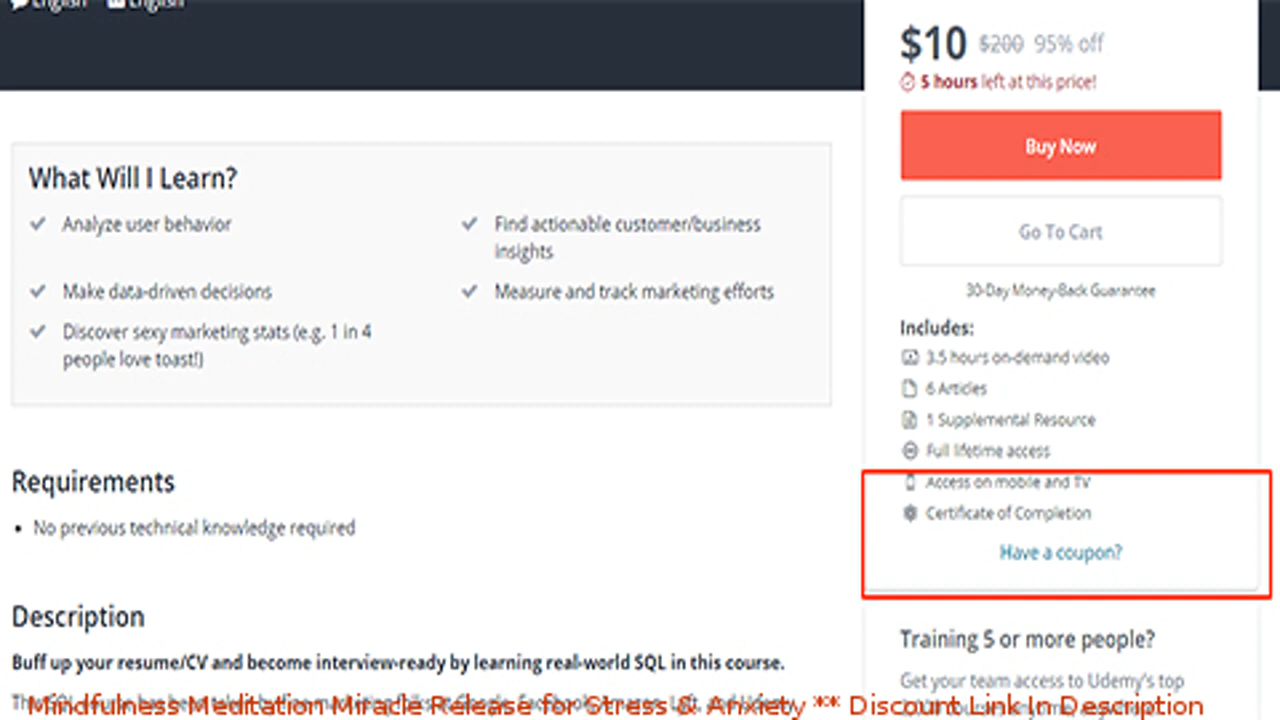 English English
$10 $200 95% off
5 hours left at this price!
Buy Now
Go To Cart
30-Day Money-Back Guarantee
Includes:
3.5 hours on-demand video
6 Articles
1 Supplemental Resource
Full lifetime access
Access on mobile and TV
Certificate of Completion
Have a coupon?
Training 5 or more people?
Get your team access to Udemy's top
What Will I Learn?
Analyze user behavior
Find actionable customer/business
insights
Make data-driven decisions
Measure and track marketing efforts
Discover sexy marketing stats (e.g. 1 in 4
people love toast!)
Requirements
• No previous technical knowledge required
Description
Buff up your resume/CV and become interview-ready by learning real-world SQL in this course.
Mindfulness Meditation Miracle Release for Stress & Anxiety ** Discount Link In Description